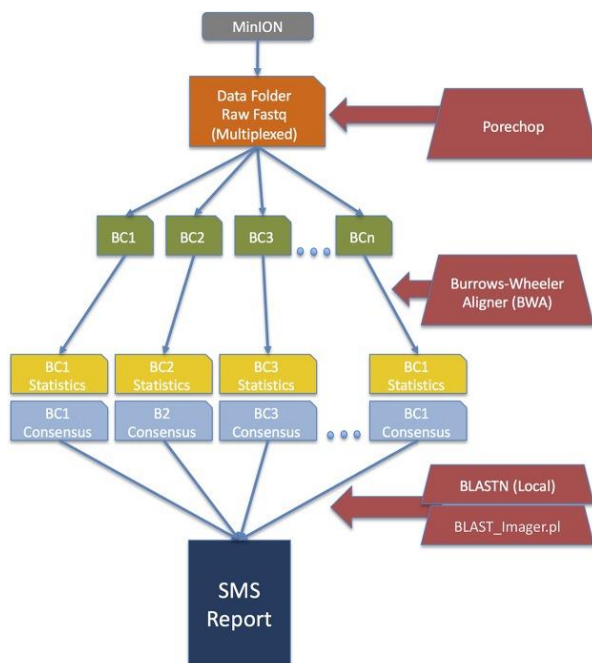 MinION
Data Folder
Raw Fastq
(Multiplexed)
Porechop
BC1
BC2
BC3
BCn
Burrows-Wheeler
Aligner (BWA)
BC1
Statistics
BC2
Statistics
BC3
Statistics
BC1
Statistics
BC1
Consensus
B2
Consensus
BC3
Consensus
BC1
Consensus
BLASTN (Local)
BLAST_Imager.pl
SMS
Report